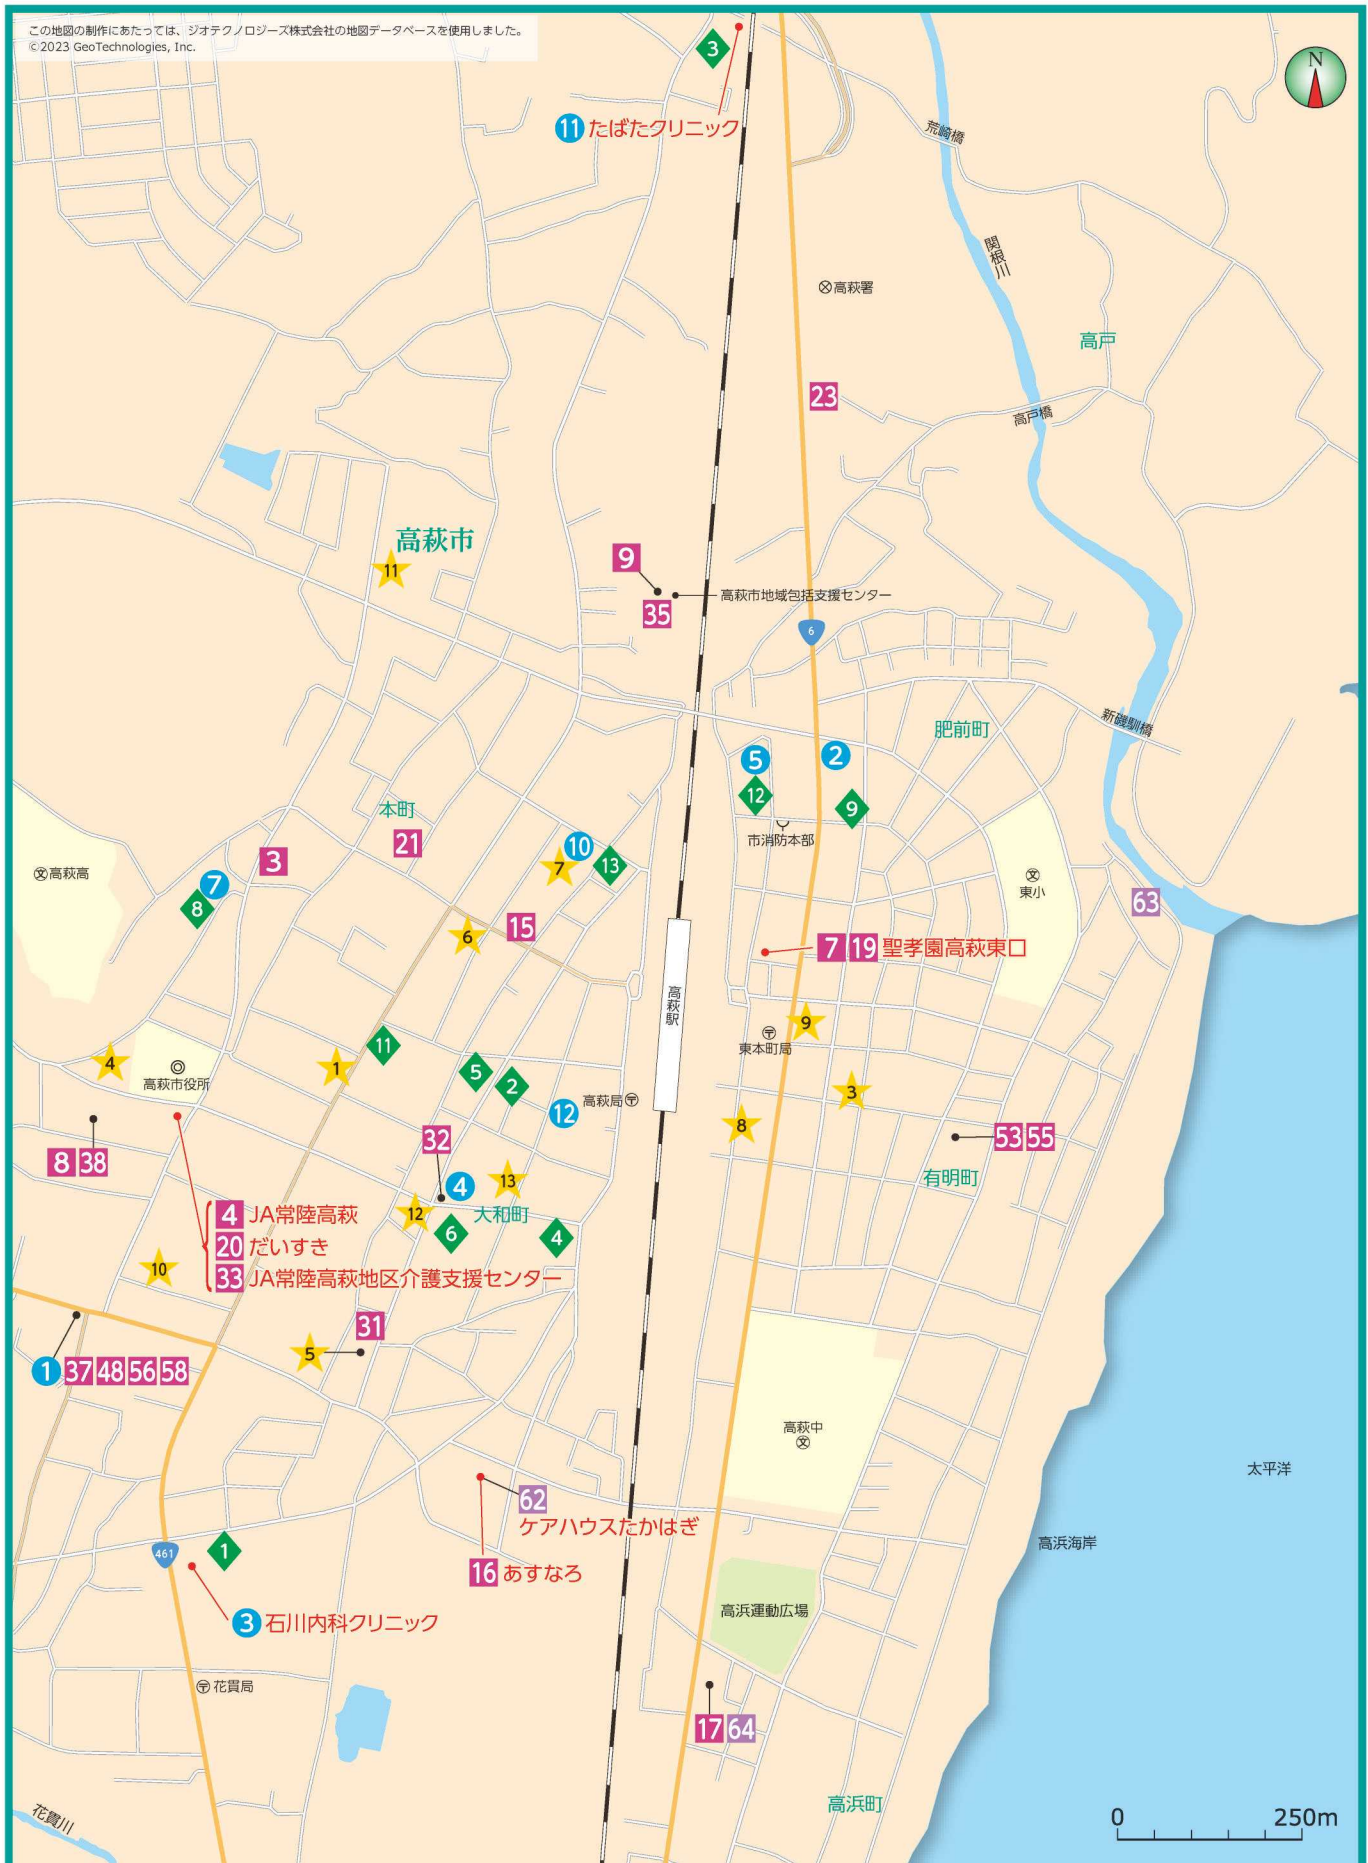 この地図の制作にあたっては、ジオテクノロジーズ株式会社の地図データベースを使用しました。
©2023 GeoTechnologies, Inc.
3
N
11 たばたクリニック
荒崎橋
関根川
高萩署
高戸
23
高戸橋
高萩市
11
9
高萩市地域包括支援センター
35
6
新磯馴橋
肥前町
5
2
12
9
本町
市消防本部
21
10
7
13
3
文 高萩高
7
8
文
東小
63
15
6
7 19 聖孝園高萩東口
高萩駅
9
東本町局
11
4
高萩市役所
1
5
2
3
高萩局
12
8
8 38
32
53 55
有明町
13
4
12
大和町
6
4
4 JA常陸高萩
20 だいすき
33 JA常陸高萩地区介護支援センター
10
31
5
1 37 48 56 58
高萩中
文
太平洋
62
ケアハウスたかはぎ
高浜海岸
461
1
16 あすなろ
3 石川内科クリニック
高浜運動広場
花貫局
17 64
高浜町
花貫川
0 250m